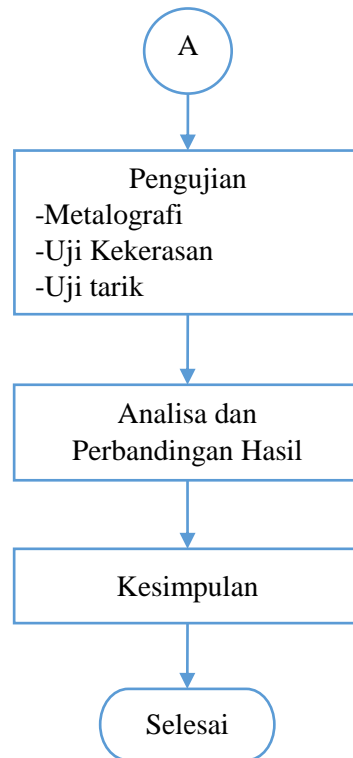 A
Pengujian
-Metalografi
-Uji Kekerasan
-Uji tarik
Analisa dan
Perbandingan Hasil
Kesimpulan
Selesai